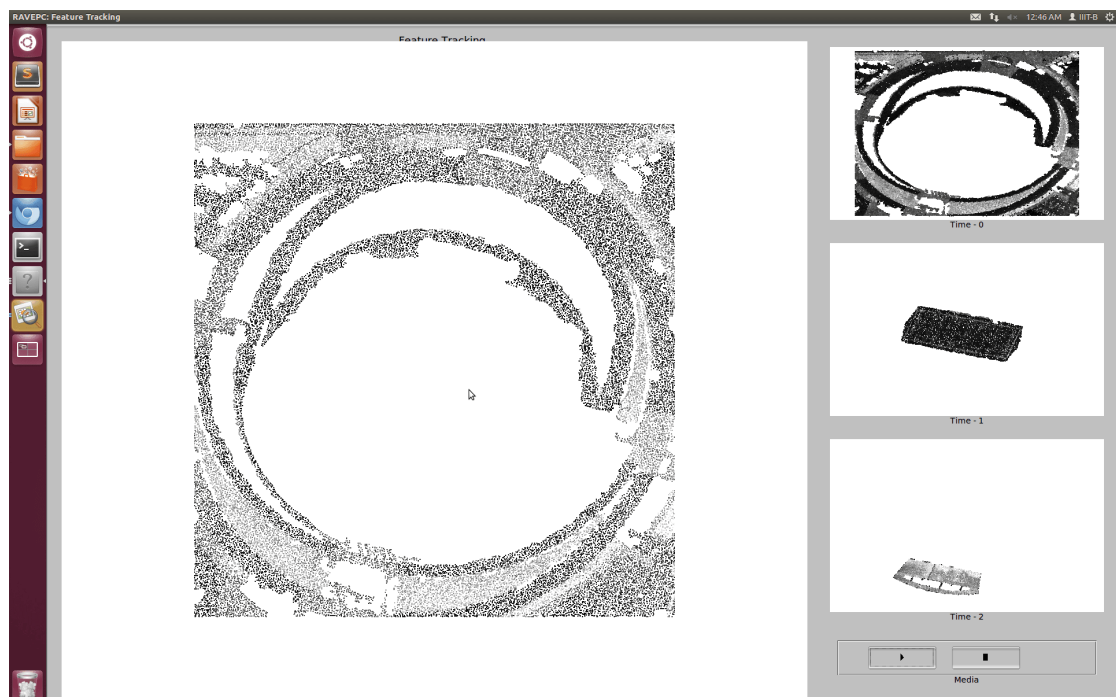 RAVEPC: Feature Tracking
12:46 AM IIIT-B
Feature Tracking
Time - 0
Time - 1
Time - 2
Media